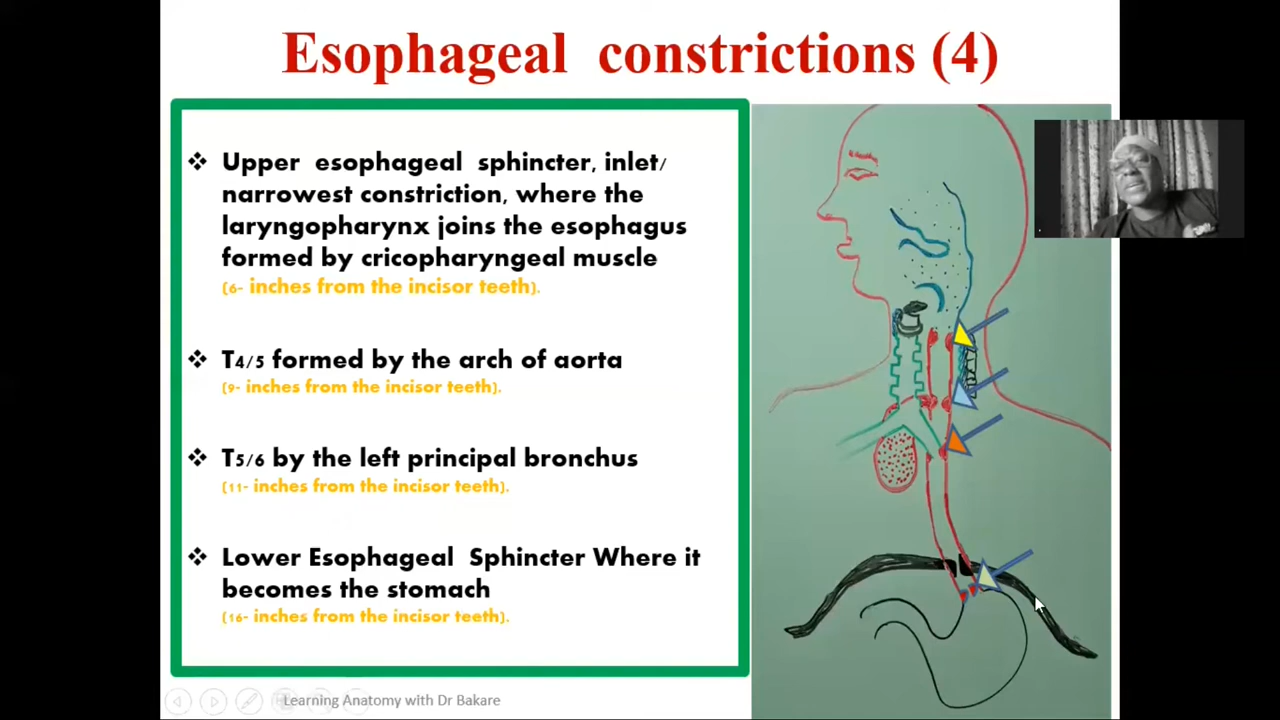 Esophageal constrictions (4)
❖ Upper esophageal sphincter, inlet/
narrowest constriction, where the
laryngopharynx joins the esophagus
formed by cricopharyngeal muscle
(6- inches from the incisor teeth).
❖ T4/5 formed by the arch of aorta
(9- inches from the incisor teeth).
❖ T5/6 by the left principal bronchus
(11- inches from the incisor teeth).
❖ Lower Esophageal Sphincter Where it
becomes the stomach
(16- inches from the incisor teeth).
Learning Anatomy with Dr Bakare